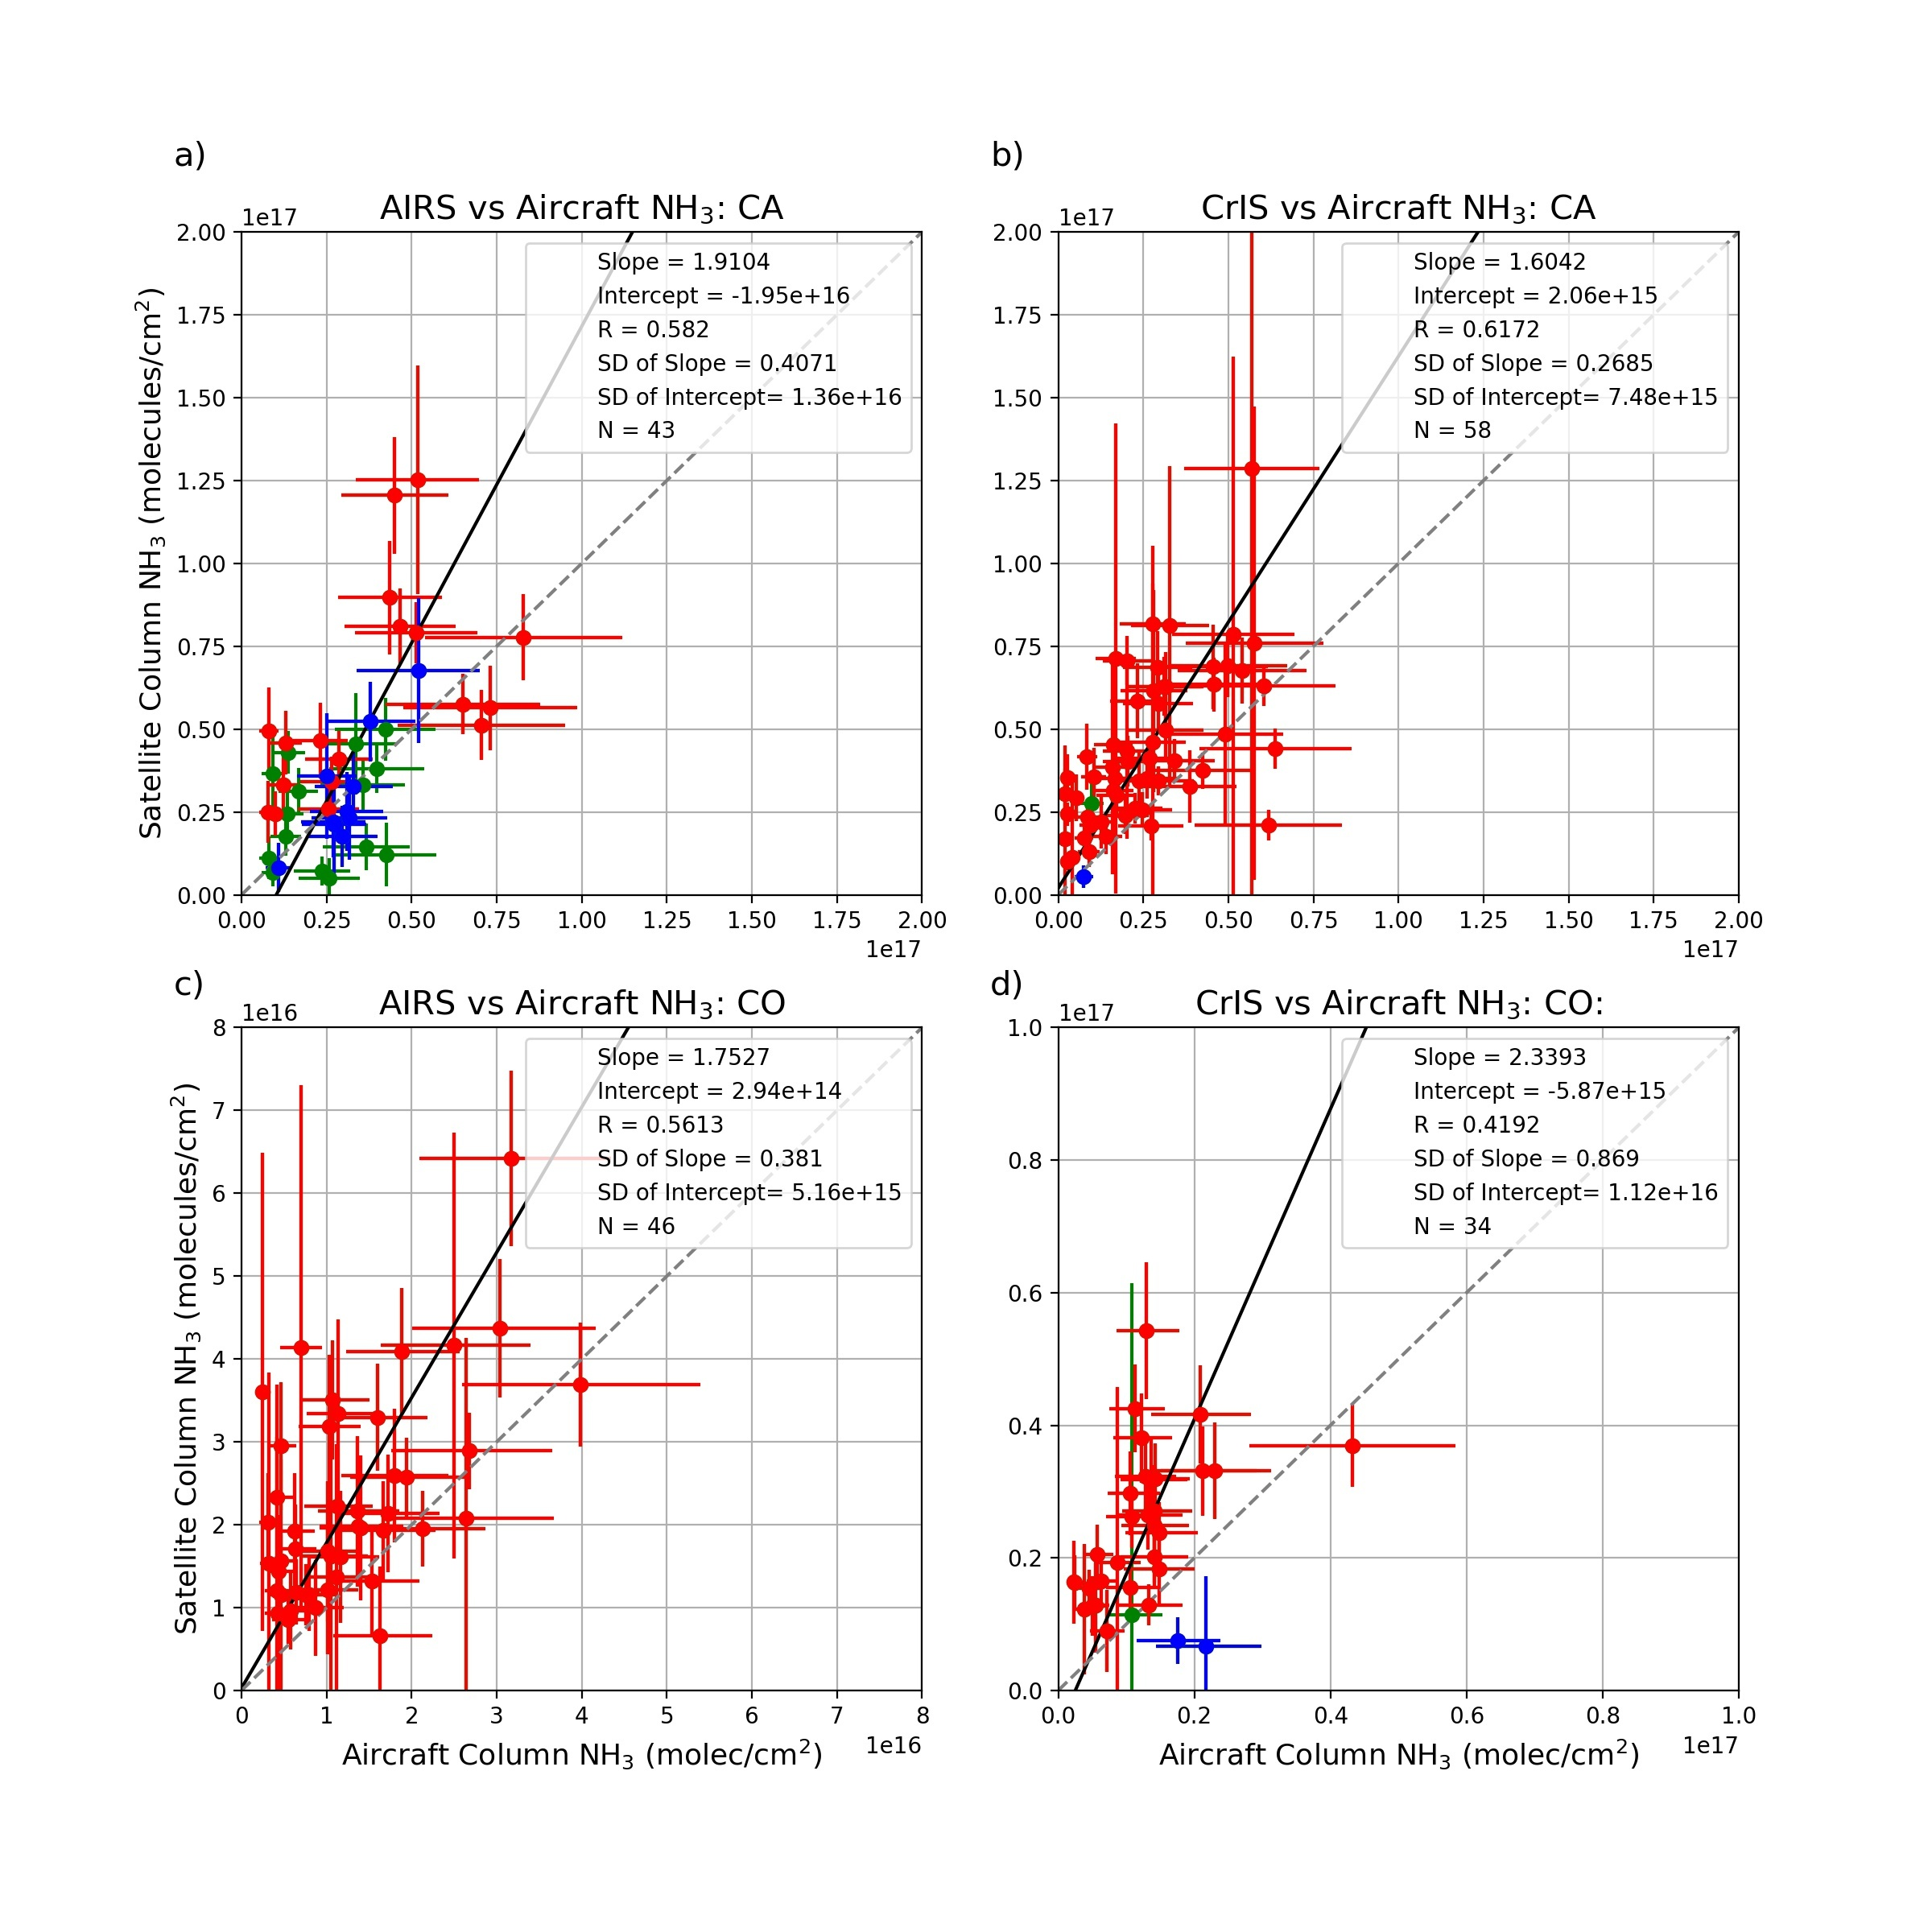 a)
AIRS vs Aircraft NH₃: CA
1e17
2.00
1.75
1.50
1.25
1.00
0.75
0.50
0.25
0.00
Satellite Column NH₃ (molecules/cm²)
Slope = 1.9104
Intercept = -1.95e+16
R = 0.582
SD of Slope = 0.4071
SD of Intercept= 1.36e+16
N = 43
0.00 0.25 0.50 0.75 1.00 1.25 1.50 1.75 2.00
1e17
b)
CrIS vs Aircraft NH₃: CA
1e17
2.00
1.75
1.50
1.25
1.00
0.75
0.50
0.25
0.00
Slope = 1.6042
Intercept = 2.06e+15
R = 0.6172
SD of Slope = 0.2685
SD of Intercept= 7.48e+15
N = 58
0.00 0.25 0.50 0.75 1.00 1.25 1.50 1.75 2.00
1e17
c)
AIRS vs Aircraft NH₃: CO
1e16
8
7
6
5
4
3
2
1
0
Satellite Column NH₃ (molecules/cm²)
Slope = 1.7527
Intercept = 2.94e+14
R = 0.5613
SD of Slope = 0.381
SD of Intercept= 5.16e+15
N = 46
0 1 2 3 4 5 6 7 8
Aircraft Column NH₃ (molec/cm²)
1e16
d)
CrIS vs Aircraft NH₃: CO:
1e17
1.0
0.8
0.6
0.4
0.2
0.0
Slope = 2.3393
Intercept = -5.87e+15
R = 0.4192
SD of Slope = 0.869
SD of Intercept= 1.12e+16
N = 34
0.0 0.2 0.4 0.6 0.8 1.0
Aircraft Column NH₃ (molec/cm²)
1e17